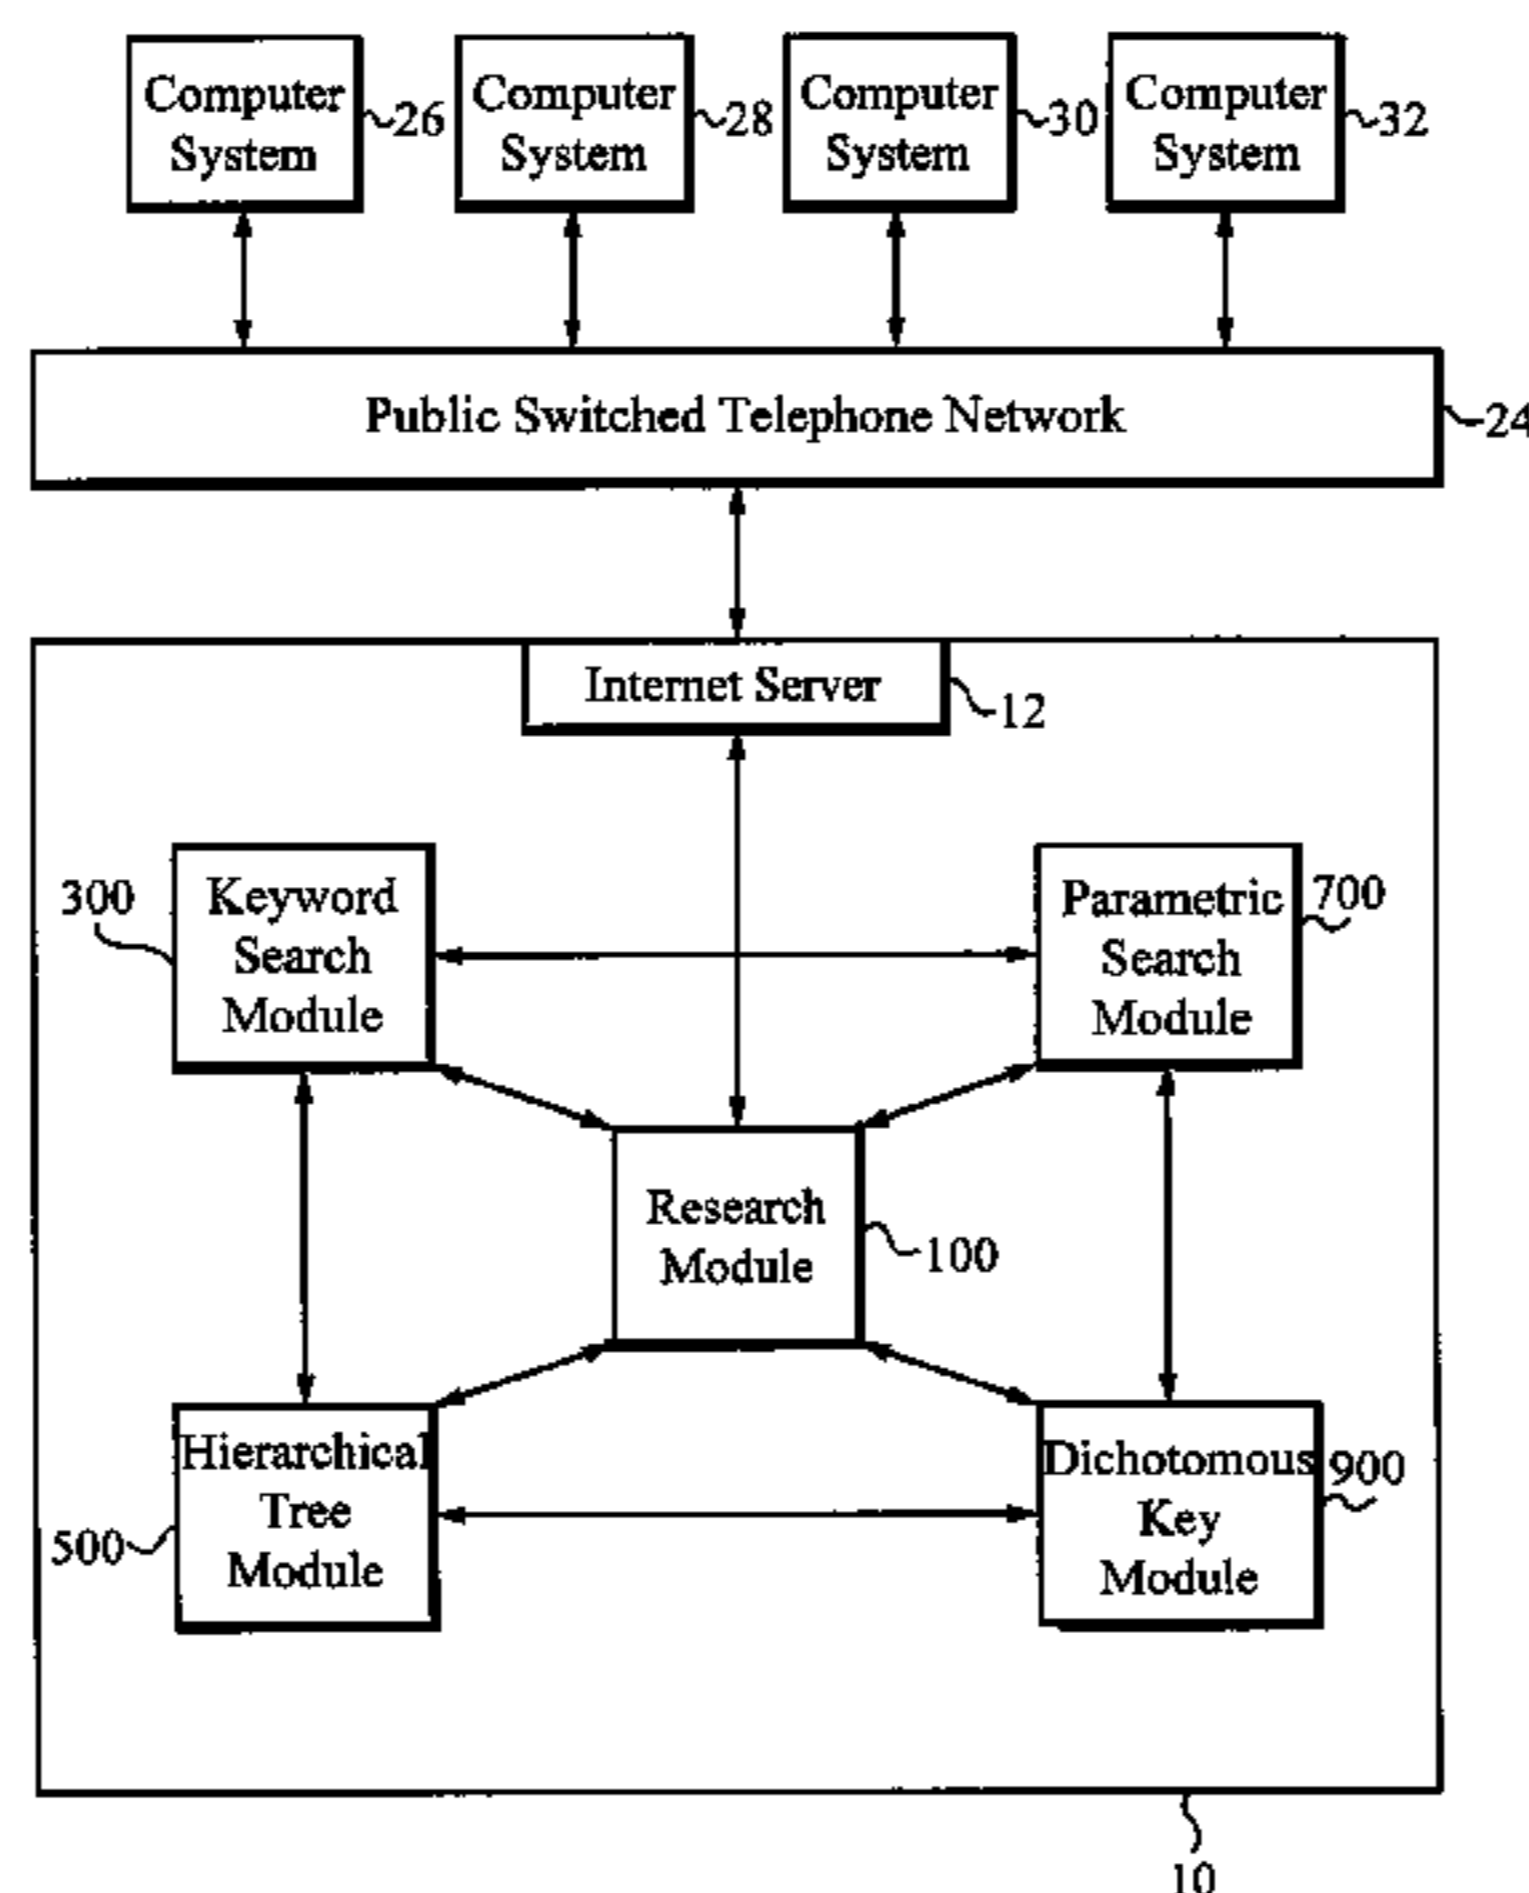 Computer
System
26
Computer
System
28
Computer
System
30
Computer
System
32
Public Switched Telephone Network
24
Internet Server
12
300
Keyword
Search
Module
Parametric
Search
Module
700
Research
Module
100
Hierarchical
Tree
Module
500
Dichotomous
Key
Module
900
10